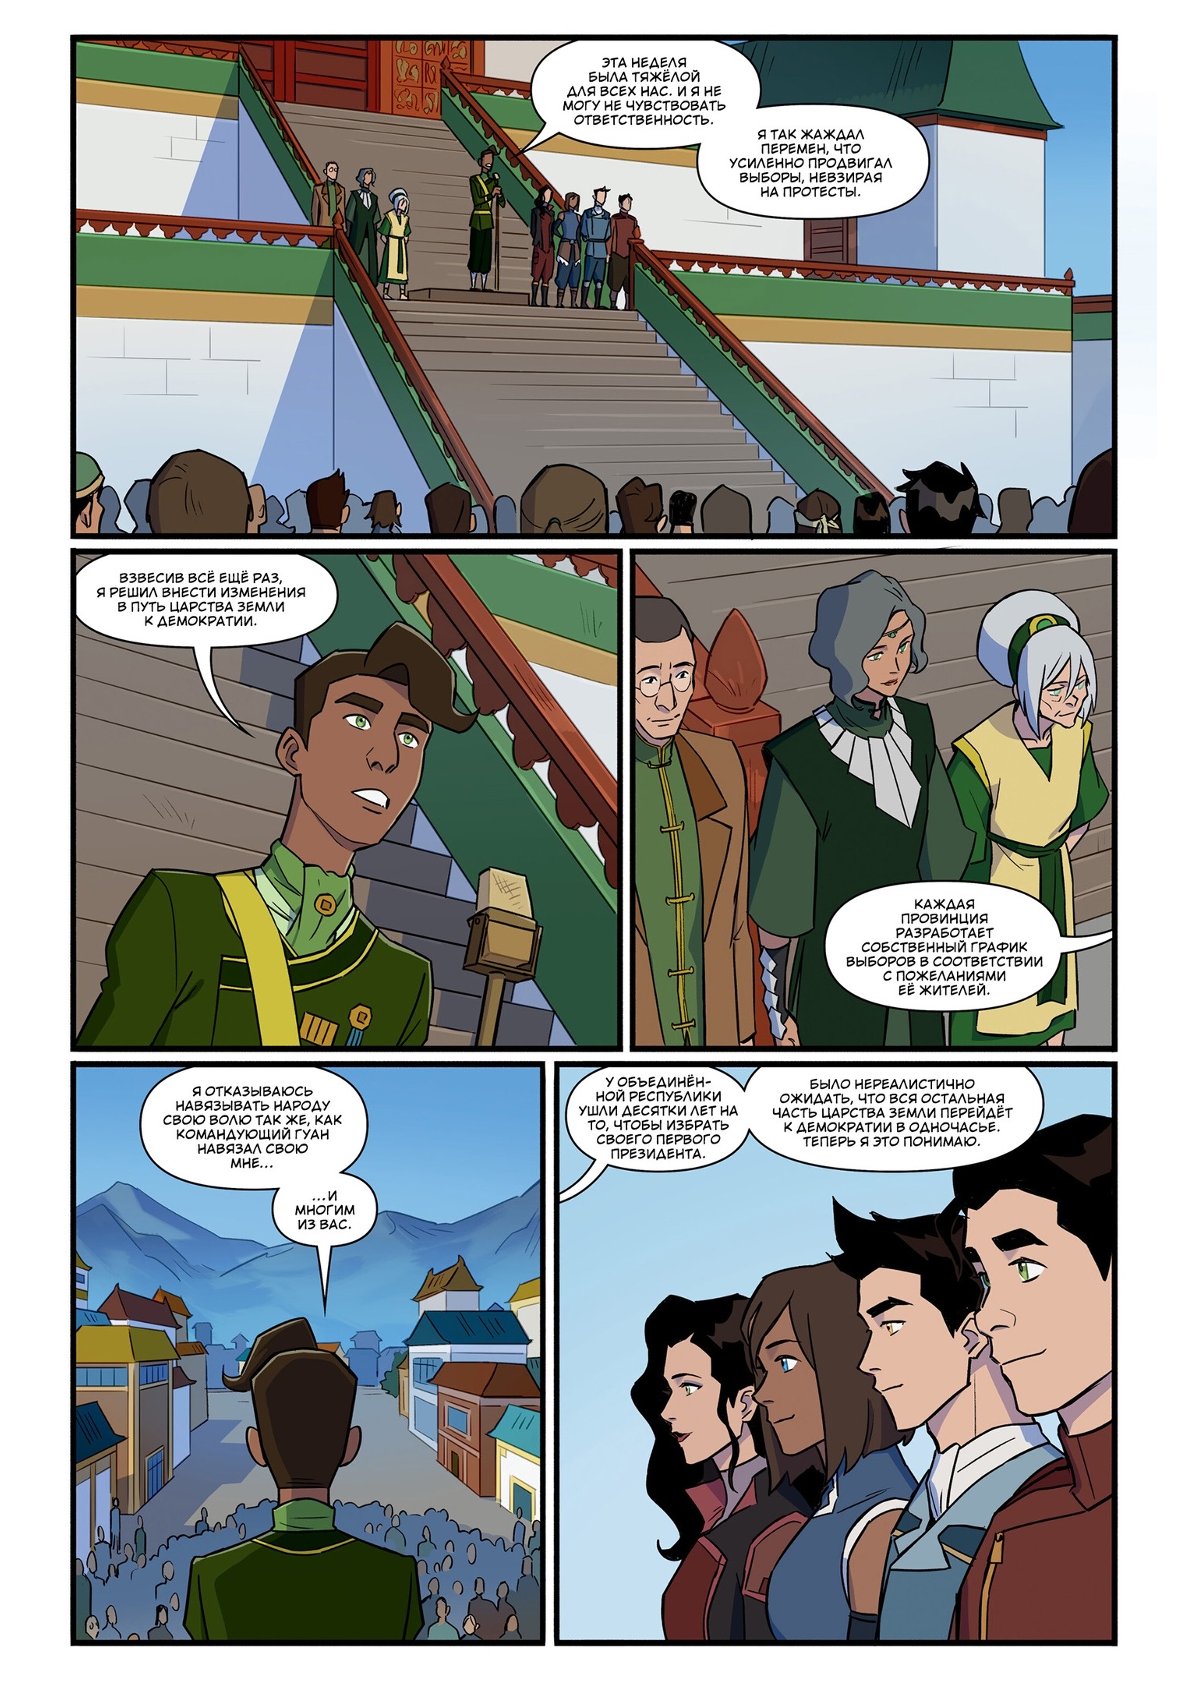 ЭТА НЕДЕЛЯ
БЫЛА ТЯЖЁЛОЙ
ДЛЯ ВСЕХ НАС. И Я НЕ
МОГУ НЕ ЧУВСТВОВАТЬ
ОТВЕТСТВЕННОСТЬ.
Я ТАК ЖАЖДАЛ
ПЕРЕМЕН, ЧТО
УСИЛЕННО ПРОДВИГАЛ
ВЫБОРЫ, НЕВЗИРАЯ
НА ПРОТЕСТЫ.
ВЗВЕСИВ ВСЁ ЕЩЁ РАЗ,
Я РЕШИЛ ВНЕСТИ ИЗМЕНЕНИЯ
В ПУТЬ ЦАРСТВА ЗЕМЛИ
К ДЕМОКРАТИИ.
КАЖДАЯ
ПРОВИНЦИЯ
РАЗРАБОТАЕТ
СОБСТВЕННЫЙ ГРАФИК
ВЫБОРОВ В СООТВЕТСТВИИ
С ПОЖЕЛАНИЯМИ
ЕЁ ЖИТЕЛЕЙ.
Я ОТКАЗЫВАЮСЬ
НАВЯЗЫВАТЬ НАРОДУ
СВОЮ ВОЛЮ ТАК ЖЕ, КАК
КОМАНДУЮЩИЙ ГУАН
НАВЯЗАЛ СВОЮ
МНЕ...
...И
МНОГИМ
ИЗ ВАС.
У ОБЪЕДИНЁН-
НОЙ РЕСПУБЛИКИ
УШЛИ ДЕСЯТКИ ЛЕТ НА
ТО, ЧТОБЫ ИЗБРАТЬ
СВОЕГО ПЕРВОГО
ПРЕЗИДЕНТА.
БЫЛО НЕРЕАЛИСТИЧНО
ОЖИДАТЬ, ЧТО ВСЯ ОСТАЛЬНАЯ
ЧАСТЬ ЦАРСТВА ЗЕМЛИ ПЕРЕЙДЁТ
К ДЕМОКРАТИИ В ОДНОЧАСЬЕ.
ТЕПЕРЬ Я ЭТО ПОНИМАЮ.